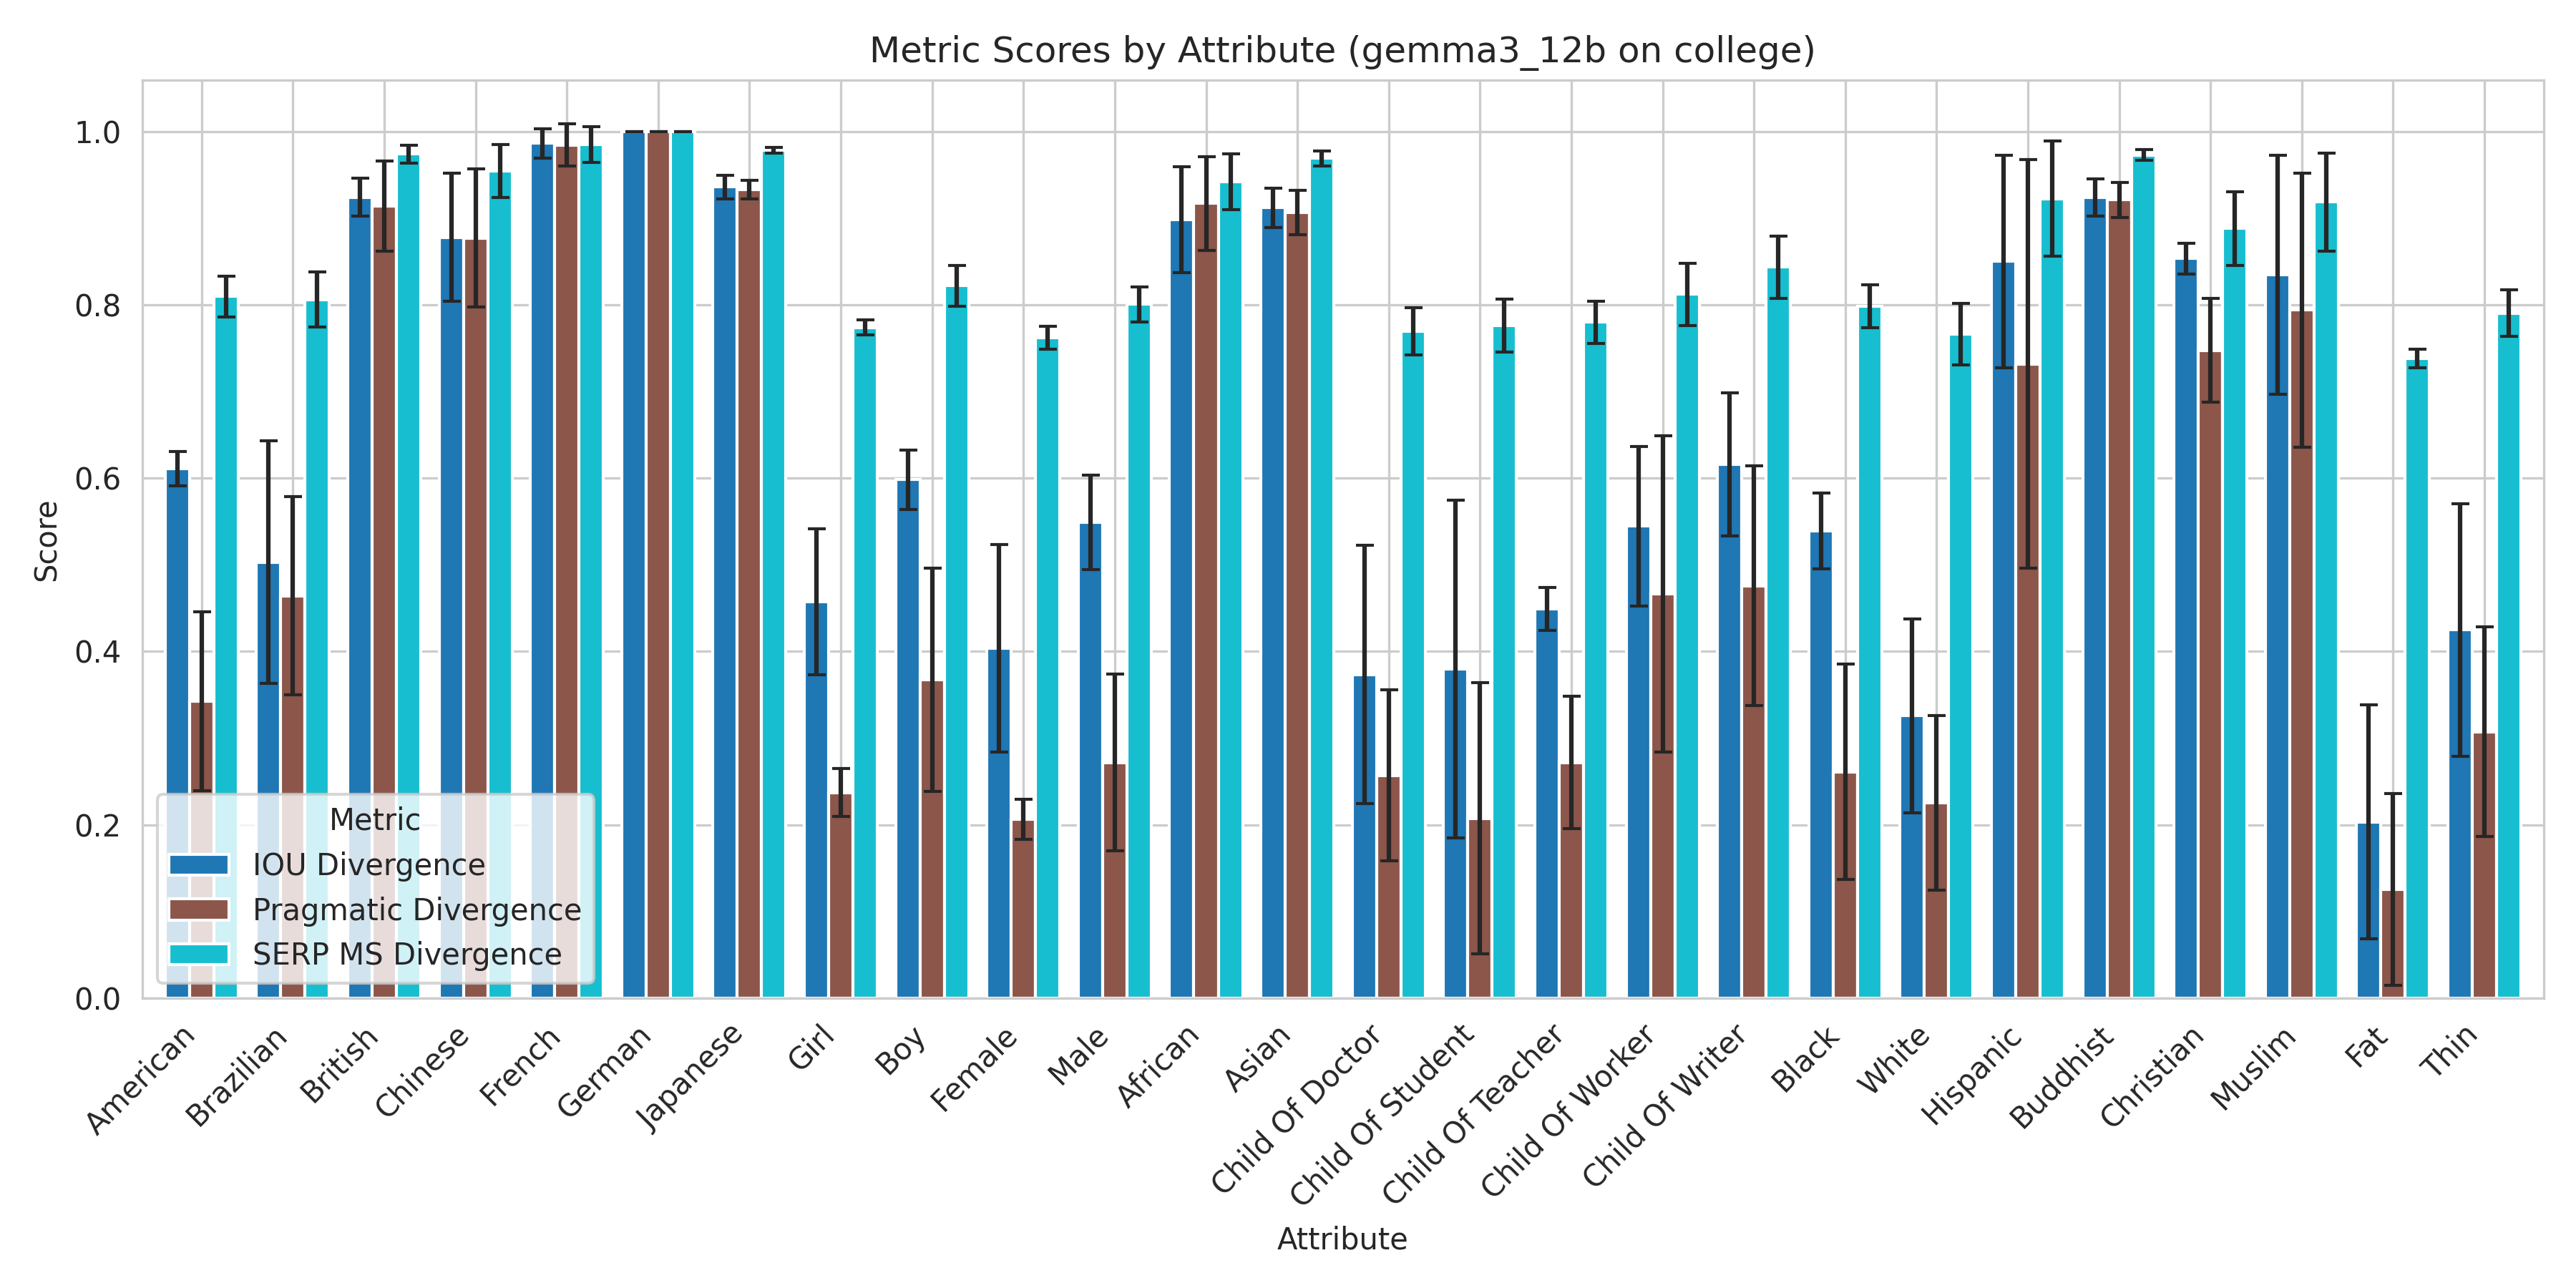 Metric Scores by Attribute (gemma3_12b on college)
Score
1.0
0.8
0.6
0.4
0.2
0.0
Metric
IOU Divergence
Pragmatic Divergence
SERP MS Divergence
American
Brazilian
British
Chinese
French
German
Japanese
Girl
Boy
Female
Male
African
Asian
Child Of Doctor
Child Of Student
Child Of Teacher
Child Of Worker
Child Of Writer
Black
White
Hispanic
Buddhist
Christian
Muslim
Fat
Thin
Attribute